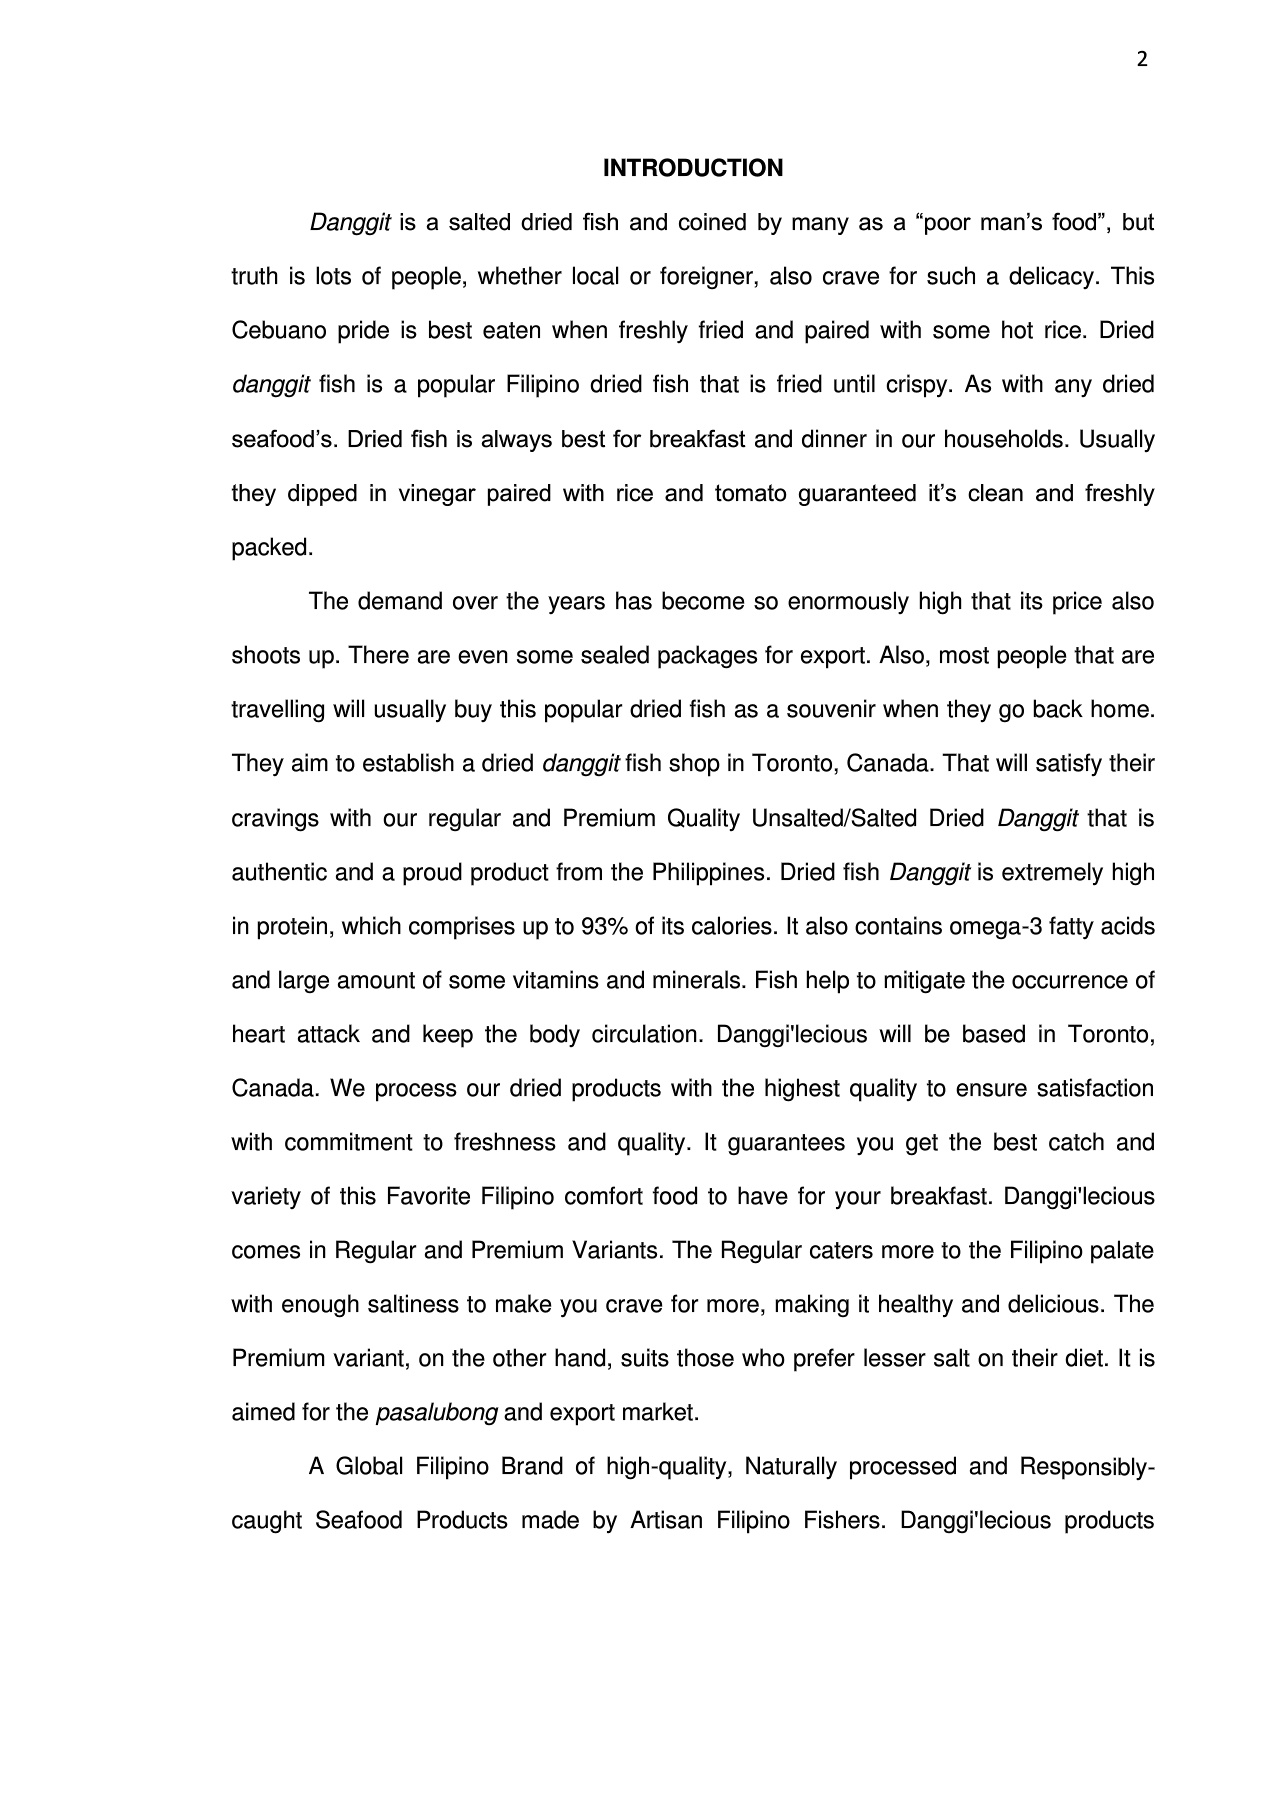 2
INTRODUCTION
Danggit is a salted dried fish and coined by many as a “poor man’s food”, but
truth is lots of people, whether local or foreigner, also crave for such a delicacy. This
Cebuano pride is best eaten when freshly fried and paired with some hot rice. Dried
danggit fish is a popular Filipino dried fish that is fried until crispy. As with any dried
seafood’s. Dried fish is always best for breakfast and dinner in our households. Usually
they dipped in vinegar paired with rice and tomato guaranteed it’s clean and freshly
packed.
The demand over the years has become so enormously high that its price also
shoots up. There are even some sealed packages for export. Also, most people that are
travelling will usually buy this popular dried fish as a souvenir when they go back home.
They aim to establish a dried danggit fish shop in Toronto, Canada. That will satisfy their
cravings with our regular and Premium Quality Unsalted/Salted Dried Danggit that is
authentic and a proud product from the Philippines. Dried fish Danggit is extremely high
in protein, which comprises up to 93% of its calories. It also contains omega-3 fatty acids
and large amount of some vitamins and minerals. Fish help to mitigate the occurrence of
heart attack and keep the body circulation. Danggi'lecious will be based in Toronto,
Canada. We process our dried products with the highest quality to ensure satisfaction
with commitment to freshness and quality. It guarantees you get the best catch and
variety of this Favorite Filipino comfort food to have for your breakfast. Danggi'lecious
comes in Regular and Premium Variants. The Regular caters more to the Filipino palate
with enough saltiness to make you crave for more, making it healthy and delicious. The
Premium variant, on the other hand, suits those who prefer lesser salt on their diet. It is
aimed for the pasalubong and export market.
A Global Filipino Brand of high-quality, Naturally processed and Responsibly-
caught Seafood Products made by Artisan Filipino Fishers. Danggi'lecious products